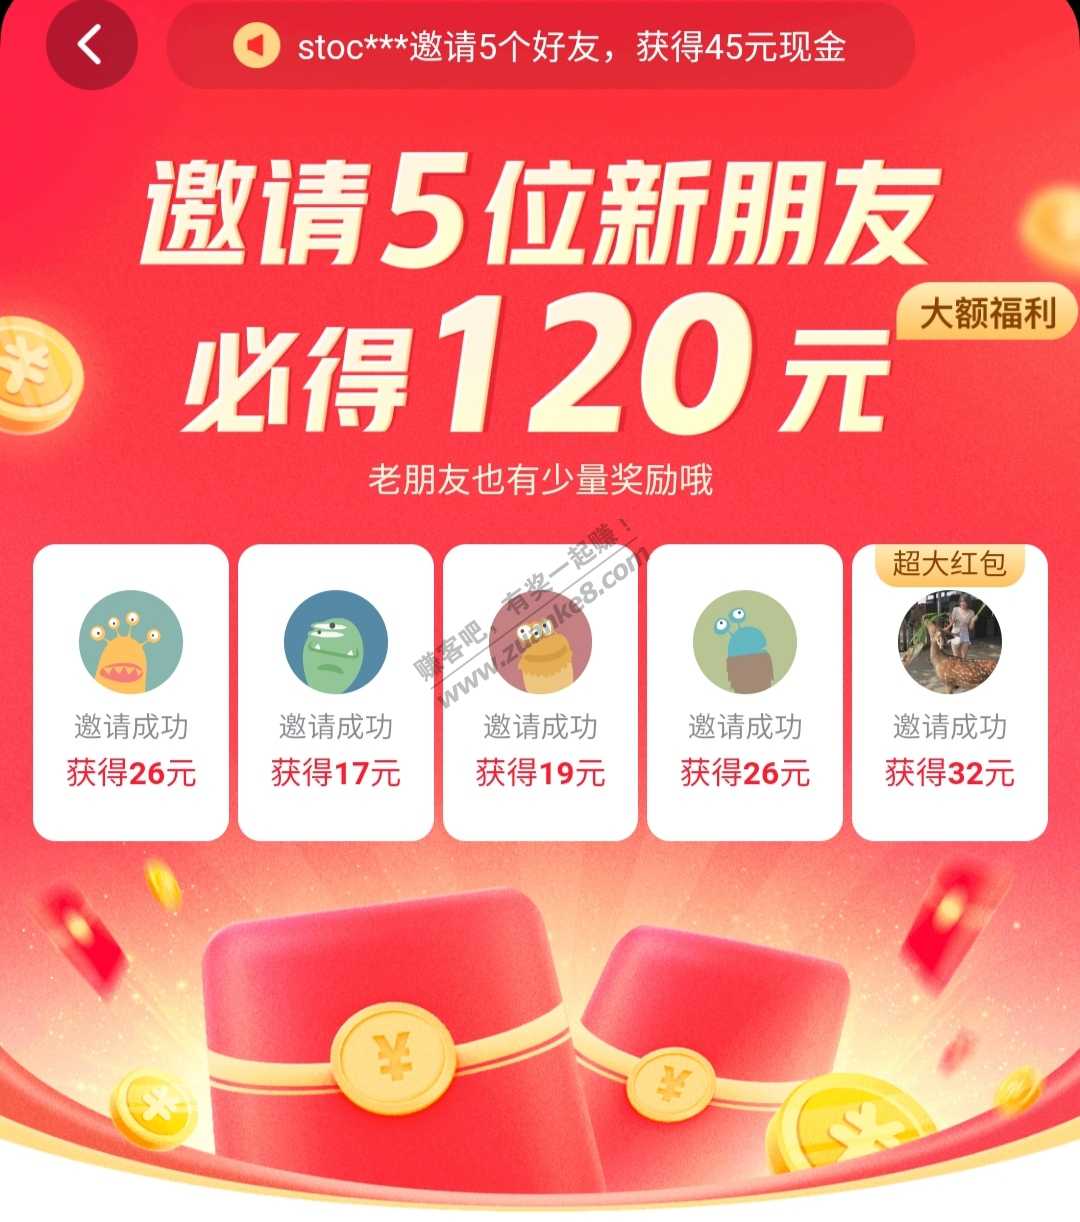 stoc***邀请5个好友，获得45元现金
邀请5位新朋友
必得120元
大额福利
老朋友也有少量奖励哦
超大红包
邀请成功 邀请成功 邀请成功 邀请成功 邀请成功
获得26元 获得17元 获得19元 获得26元 获得32元
赚客吧，有奖一起赚！
www.zuanke8.com
¥ ¥